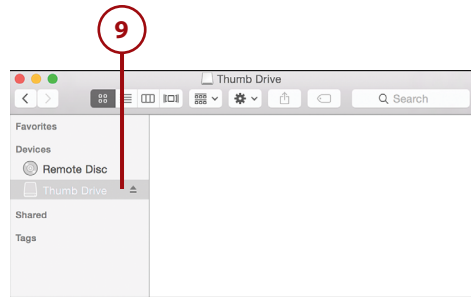 9
Thumb Drive
Search
Favorites
Devices
Remote Disc
Thumb Drive
Shared
Tags